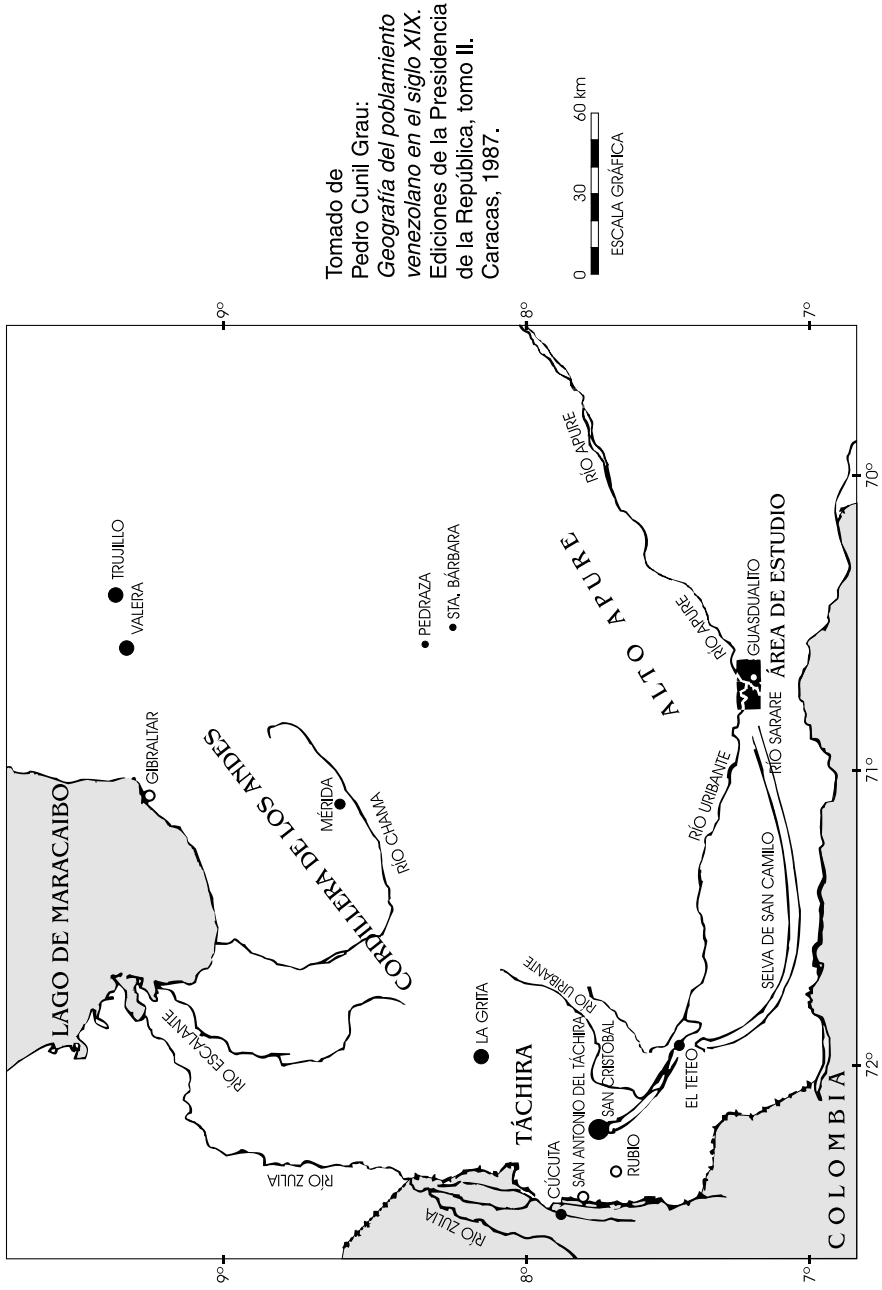 LAGO DE MARACAIBO
GIBRALTAR
VALERA
TRUJILLO
RÍO ESCALANTE
RÍO ZULIA
CORDILLERA DE LOS ANDES
MÉRIDA
RÍO CHAMA
PEDRAZA
STA. BÁRBARA
9°
9°
RÍO ZULIA
LA GRITA
TÁCHIRA
CÚCUTA
SAN ANTONIO DEL TÁCHIRA
SAN CRISTOBAL
RUBIO
RÍO URIBANTE
RÍO URIBANTE
EL TETEO
SELVA DE SAN CAMILO
ALTO APURE
RÍO APURE
RÍO APURE
GUASDUALITO
ÁREA DE ESTUDIO
RÍO SARARE
COLOMBIA
8°
8°
7°
7°
72°
71°
70°
Tomado de
Pedro Cunil Grau:
Geografía del poblamiento
venezolano en el siglo XIX.
Ediciones de la Presidencia
de la República, tomo II.
Caracas, 1987.
0 30 60 km
ESCALA GRÁFICA